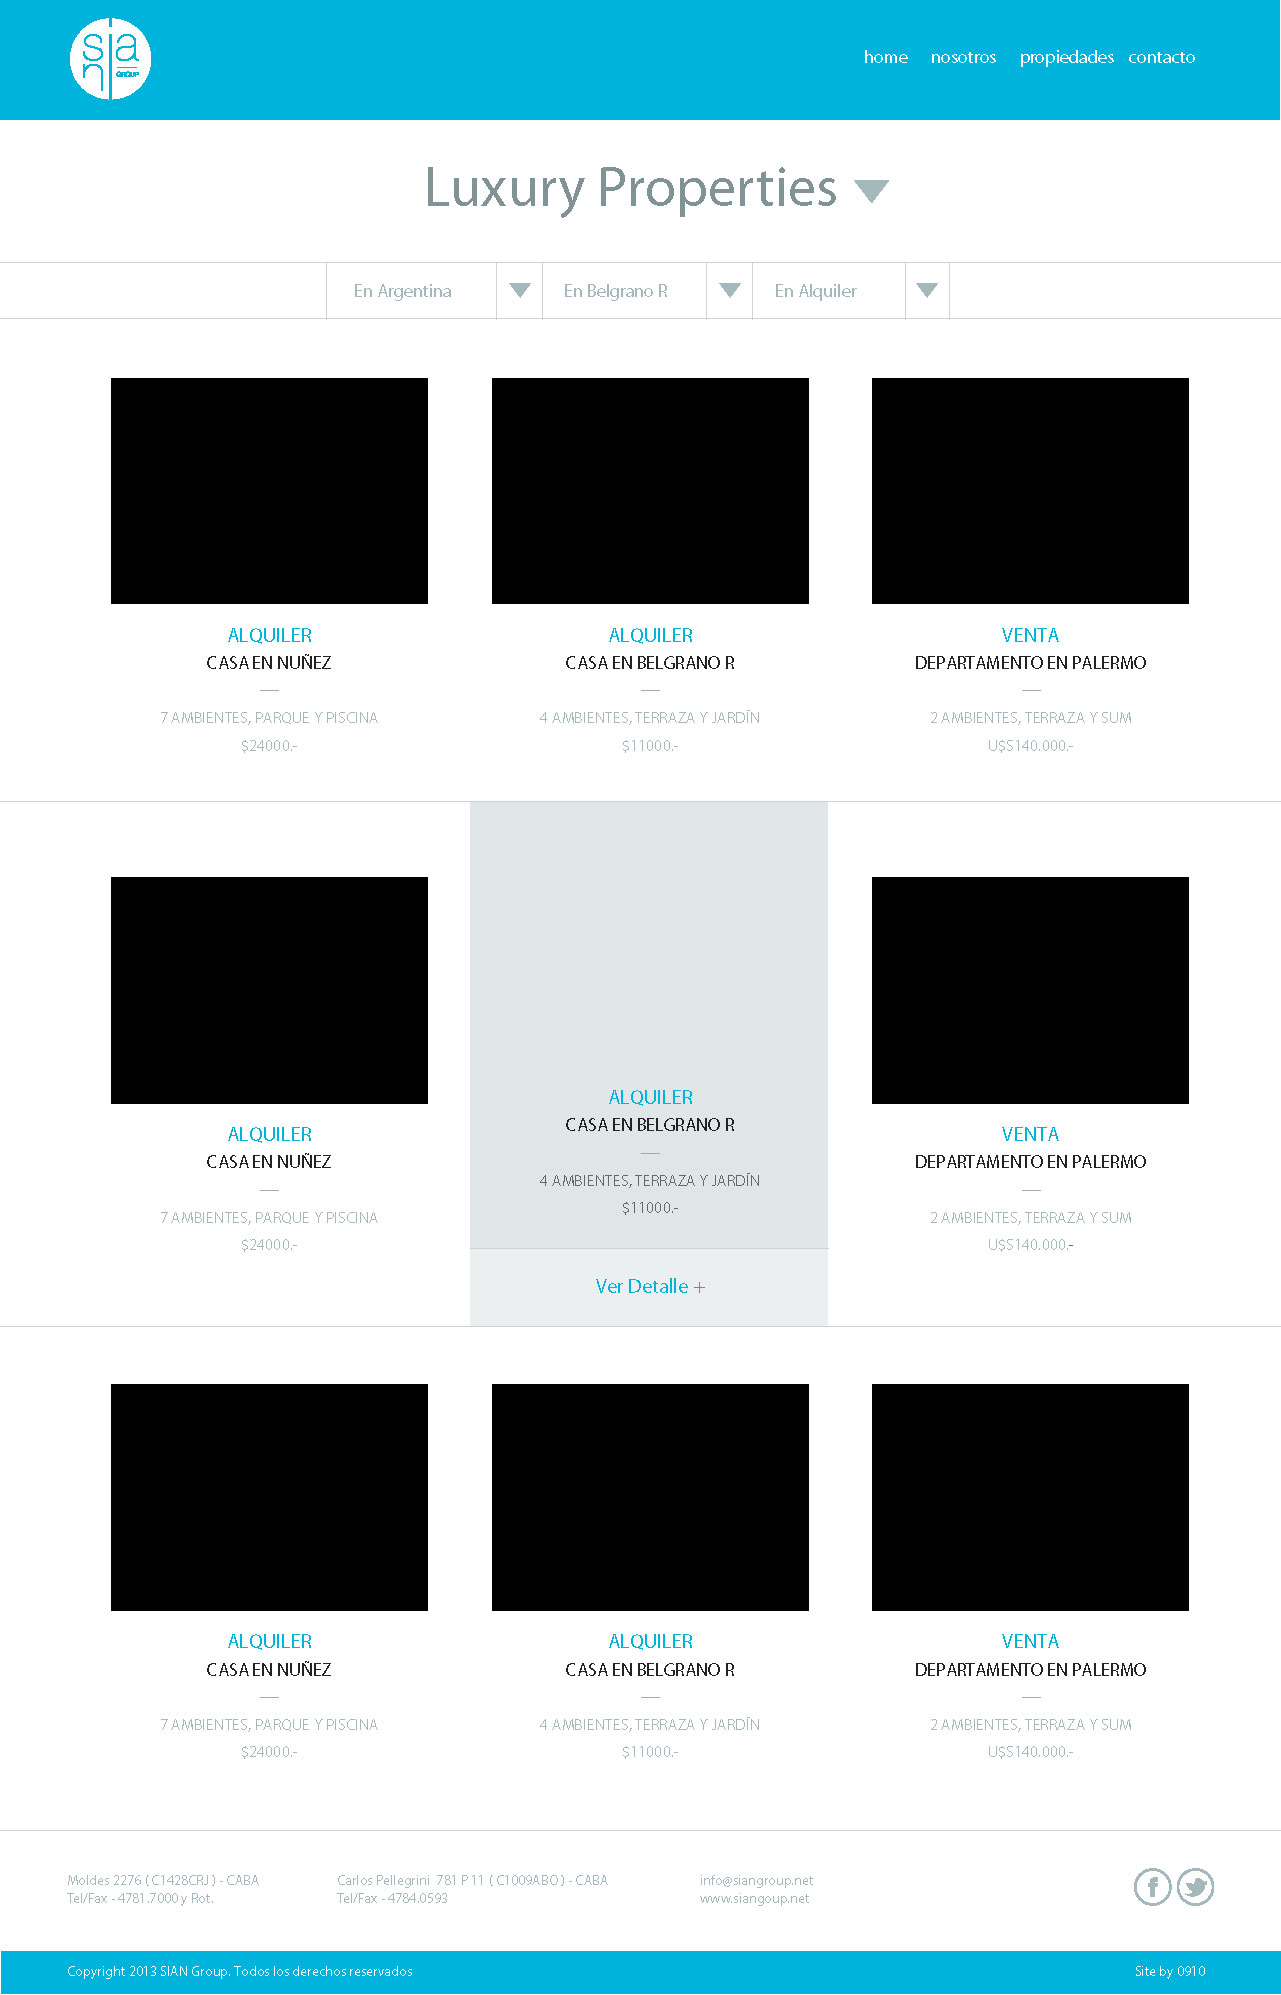 sian
GROUP
home nosotros propiedades contacto
Luxury Properties
En Argentina En Belgrano R En Alquiler
ALQUILER
CASA EN NUÑEZ
7 AMBIENTES, PARQUE Y PISCINA
$24000.-
ALQUILER
CASA EN BELGRANO R
4 AMBIENTES, TERRAZA Y JARDÍN
$11000.-
VENTA
DEPARTAMENTO EN PALERMO
2 AMBIENTES, TERRAZA Y SUM
U$S140.000.-
ALQUILER
CASA EN NUÑEZ
7 AMBIENTES, PARQUE Y PISCINA
$24000.-
ALQUILER
CASA EN BELGRANO R
4 AMBIENTES, TERRAZA Y JARDÍN
$11000.-
Ver Detalle +
VENTA
DEPARTAMENTO EN PALERMO
2 AMBIENTES, TERRAZA Y SUM
U$S140.000.-
ALQUILER
CASA EN NUÑEZ
7 AMBIENTES, PARQUE Y PISCINA
$24000.-
ALQUILER
CASA EN BELGRANO R
4 AMBIENTES, TERRAZA Y JARDÍN
$11000.-
VENTA
DEPARTAMENTO EN PALERMO
2 AMBIENTES, TERRAZA Y SUM
U$S140.000.-
Moldes 2276 (C1428CRJ) - CABA
Tel/Fax - 4781.7000 y Rot.
Carlos Pellegrini 781 P 11 (C1009ABO) - CABA
Tel/Fax - 4784.0593
info@siangroup.net
www.siangoup.net
Copyright 2013 SIAN Group. Todos los derechos reservados
Site by 0910